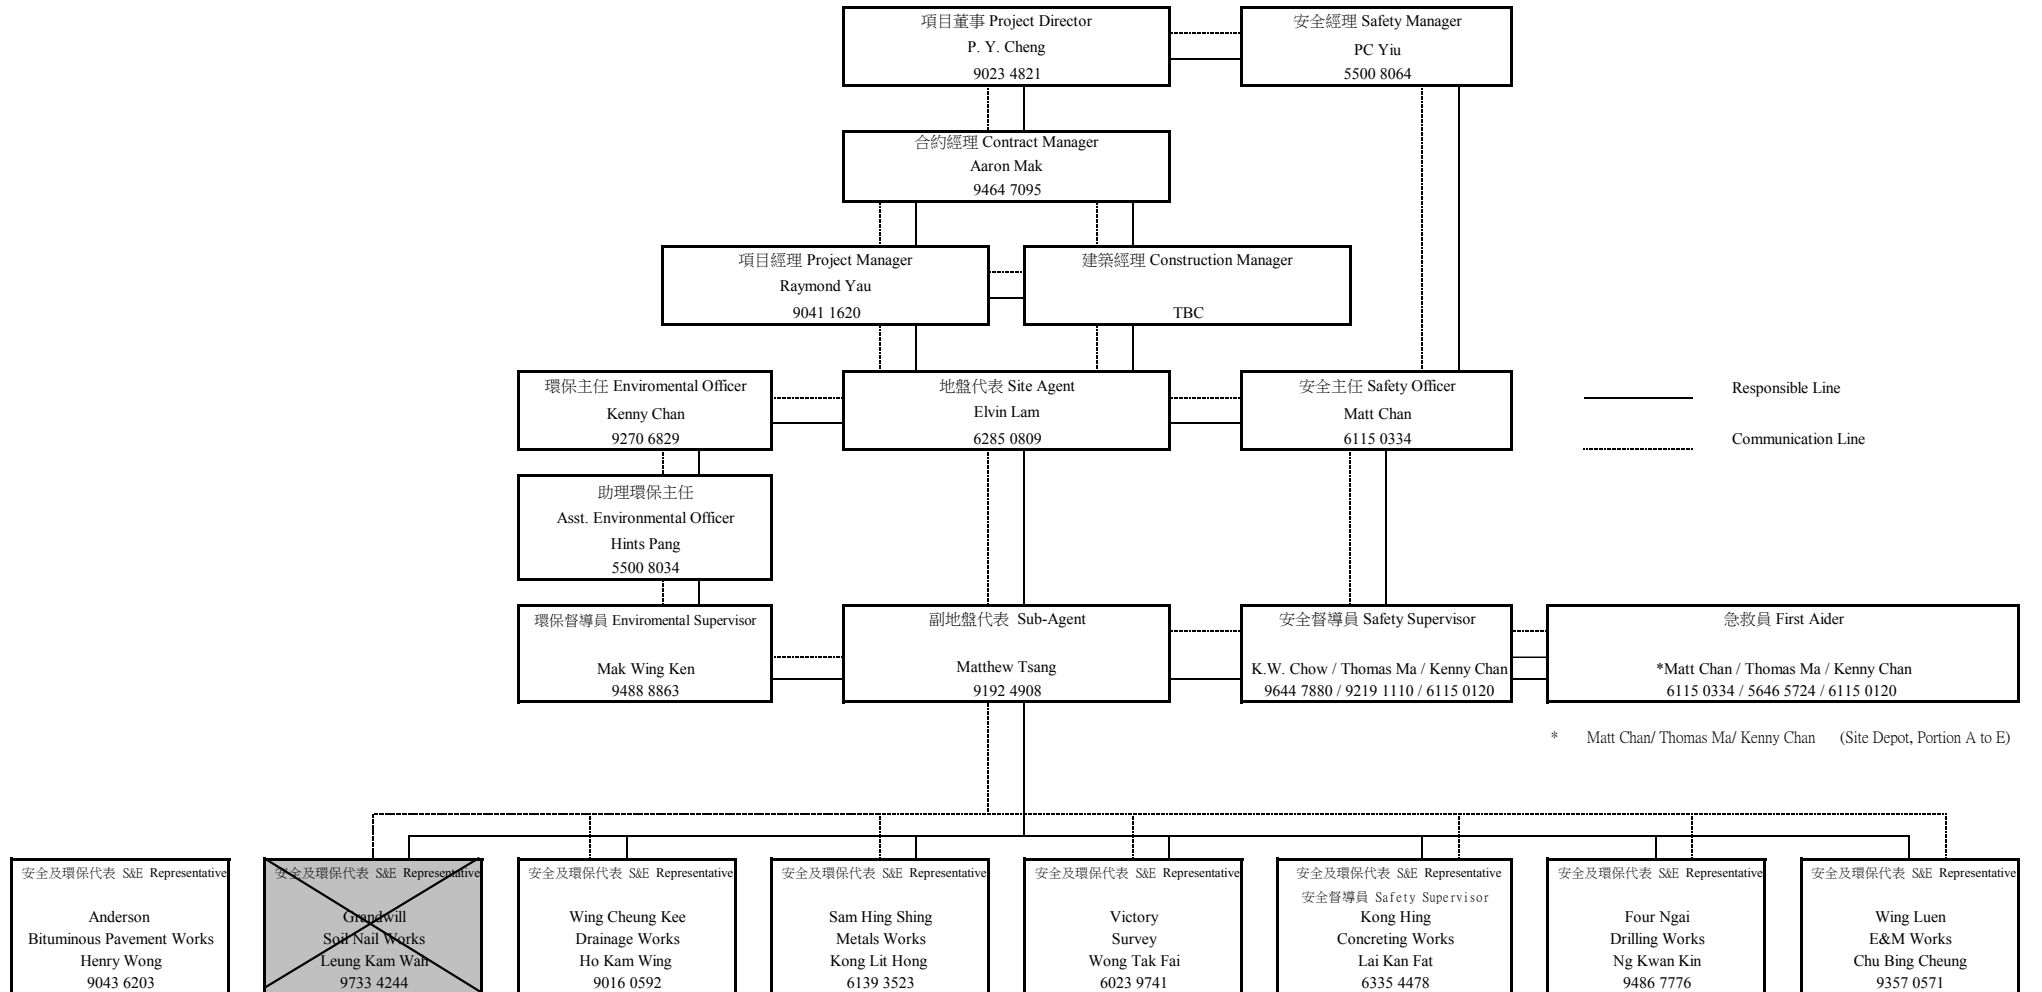 項目董事 Project Director
P. Y. Cheng
9023 4821
安全經理 Safety Manager
PC Yiu
5500 8064
合約經理 Contract Manager
Aaron Mak
9464 7095
項目經理 Project Manager
Raymond Yau
9041 1620
建築經理 Construction Manager
TBC
環保主任 Enviromental Officer
Kenny Chan
9270 6829
地盤代表 Site Agent
Elvin Lam
6285 0809
安全主任 Safety Officer
Matt Chan
6115 0334
Responsible Line
Communication Line
助理環保主任
Asst. Environmental Officer
Hints Pang
5500 8034
環保督導員 Enviromental Supervisor
Mak Wing Ken
9488 8863
副地盤代表 Sub-Agent
Matthew Tsang
9192 4908
安全督導員 Safety Supervisor
K.W. Chow / Thomas Ma / Kenny Chan
9644 7880 / 9219 1110 / 6115 0120
急救員 First Aider
*Matt Chan / Thomas Ma / Kenny Chan
6115 0334 / 5646 5724 / 6115 0120
* Matt Chan/ Thomas Ma/ Kenny Chan (Site Depot, Portion A to E)
安全及環保代表 S&E Representative
Anderson
Bituminous Pavement Works
Henry Wong
9043 6203
安全及環保代表 S&E Representative
Grandwill
Soil Nail Works
Leung Kam Wah
9733 4244
安全及環保代表 S&E Representative
Wing Cheung Kee
Drainage Works
Ho Kam Wing
9016 0592
安全及環保代表 S&E Representative
Sam Hing Shing
Metals Works
Kong Lit Hong
6139 3523
安全及環保代表 S&E Representative
Victory
Survey
Wong Tak Fai
6023 9741
安全及環保代表 S&E Representative
安全督導員 Safety Supervisor
Kong Hing
Concreting Works
Lai Kan Fat
6335 4478
安全及環保代表 S&E Representative
Four Ngai
Drilling Works
Ng Kwan Kin
9486 7776
安全及環保代表 S&E Representative
Wing Luen
E&M Works
Chu Bing Cheung
9357 0571